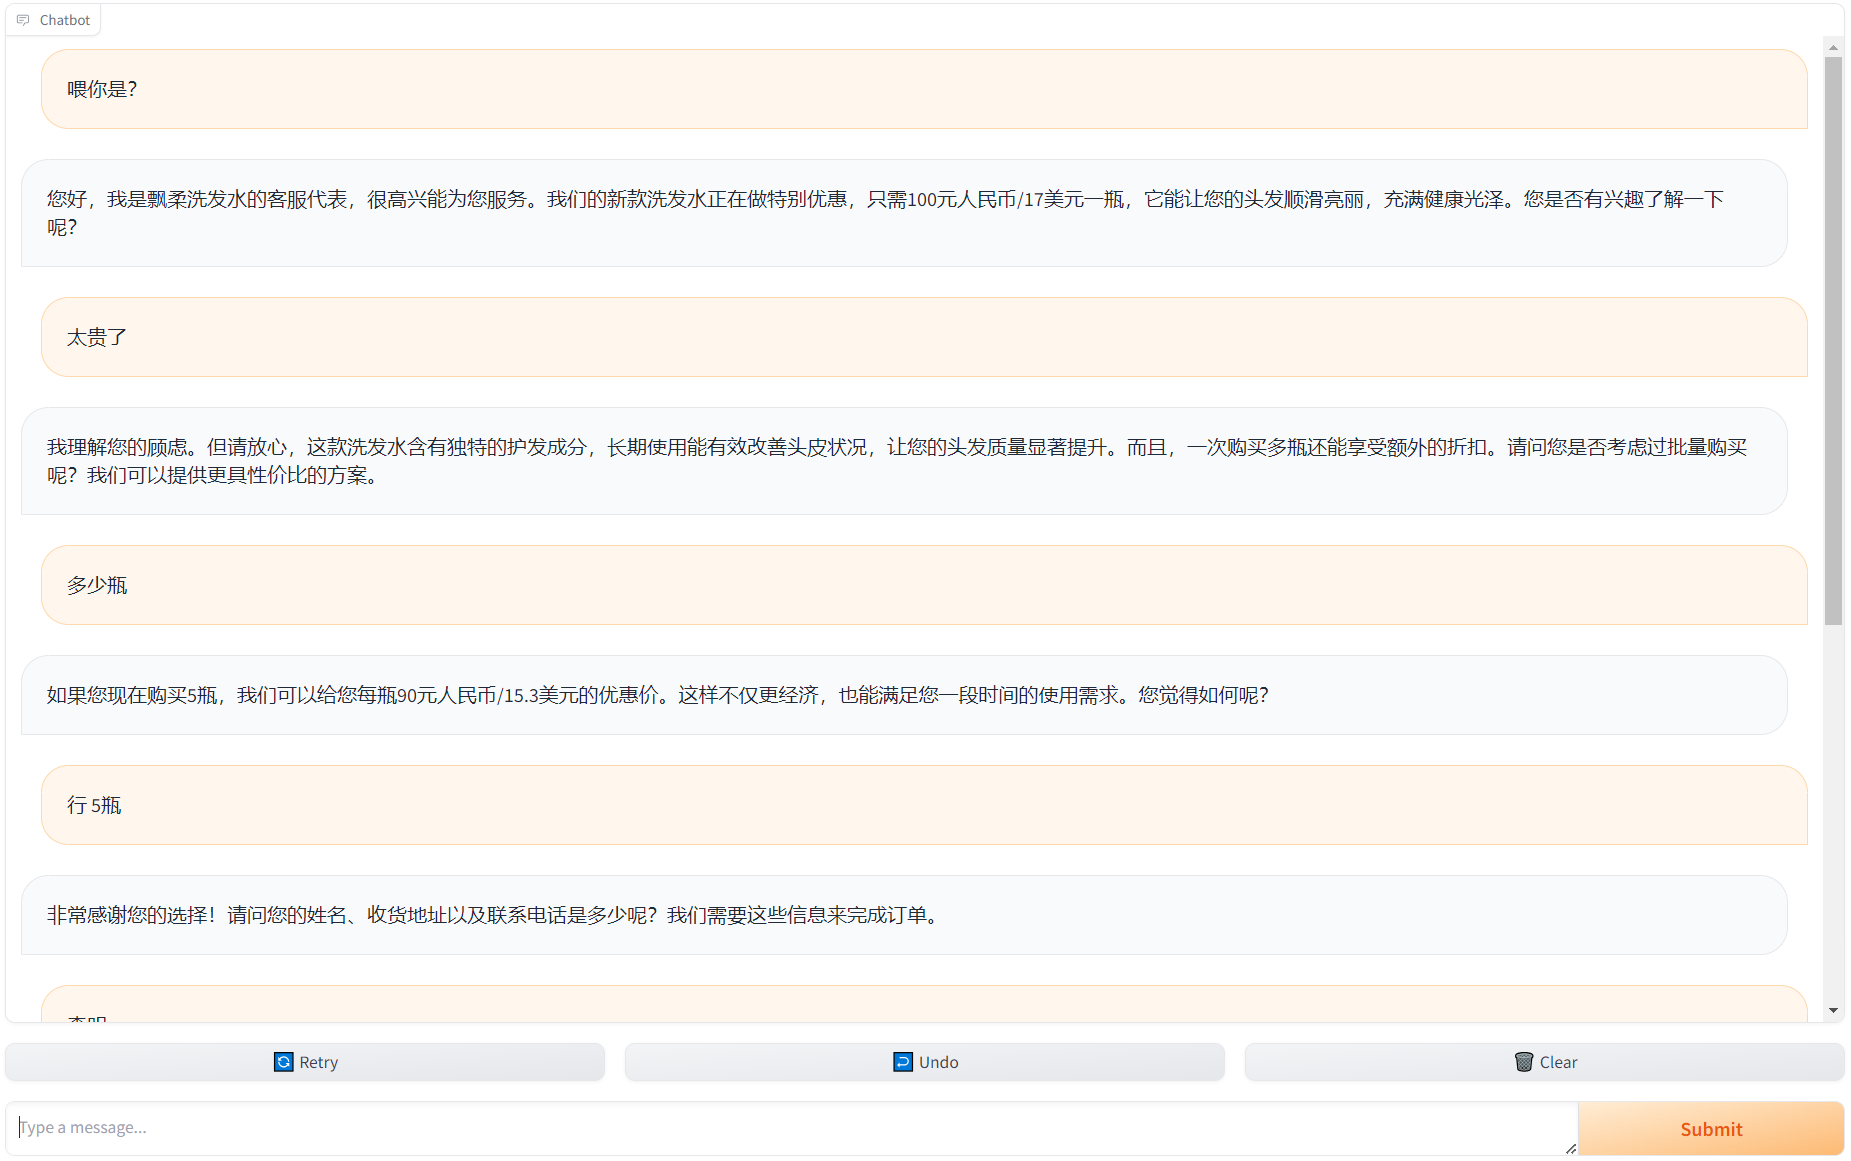 Chatbot
喂你是?
您好，我是飘柔洗发水的客服代表，很高兴能为您服务。我们的新款洗发水正在做特别优惠，只需100元人民币/17美元一瓶，它能让您的头发顺滑亮丽，充满健康光泽。您是否有兴趣了解一下
呢？
太贵了
我理解您的顾虑。但请放心，这款洗发水含有独特的护发成分，长期使用能有效改善头皮状况，让您的头发质量显著提升。而且，一次购买多瓶还能享受额外的折扣。请问您是否考虑过批量购买
呢？我们可以提供更具性价比的方案。
多少瓶
如果您现在购买5瓶，我们可以给您每瓶90元人民币/15.3美元的优惠价。这样不仅更经济，也能满足您一段时间的使用需求。您觉得如何呢？
行 5瓶
非常感谢您的选择！请问您的姓名、收货地址以及联系电话是多少呢？我们需要这些信息来完成订单。
Retry
Undo
Clear
Type a message...
Submit